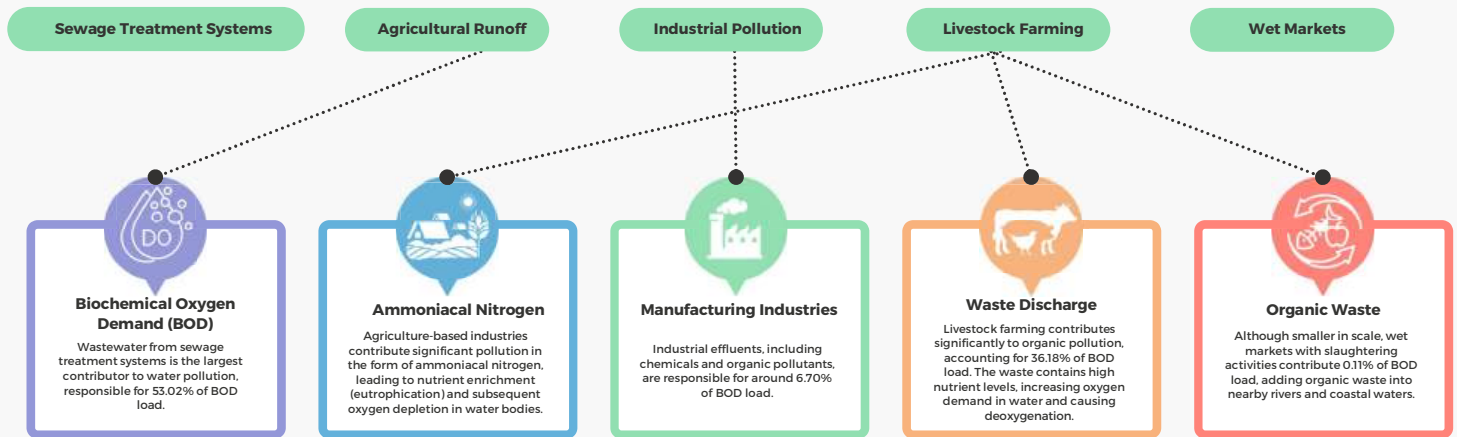 Sewage Treatment Systems
Agricultural Runoff
Industrial Pollution
Livestock Farming
Wet Markets
DO
Biochemical Oxygen
Demand (BOD)
Wastewater from sewage
treatment systems is the largest
contributor to water pollution,
responsible for 53.02% of BOD
load.
Ammoniacal Nitrogen
Agriculture-based industries
contribute significant pollution in
the form of ammoniacal nitrogen,
leading to nutrient enrichment
(eutrophication) and subsequent
oxygen depletion in water bodies.
Manufacturing Industries
Industrial effluents, including
chemicals and organic pollutants,
are responsible for around 6.70%
of BOD load.
Waste Discharge
Livestock farming contributes
significantly to organic pollution,
accounting for 36.18% of BOD
load. The waste contains high
nutrient levels, increasing oxygen
demand in water and causing
deoxygenation.
Organic Waste
Although smaller in scale, wet
markets with slaughtering
activities contribute 0.11% of BOD
load, adding organic waste into
nearby rivers and coastal waters.